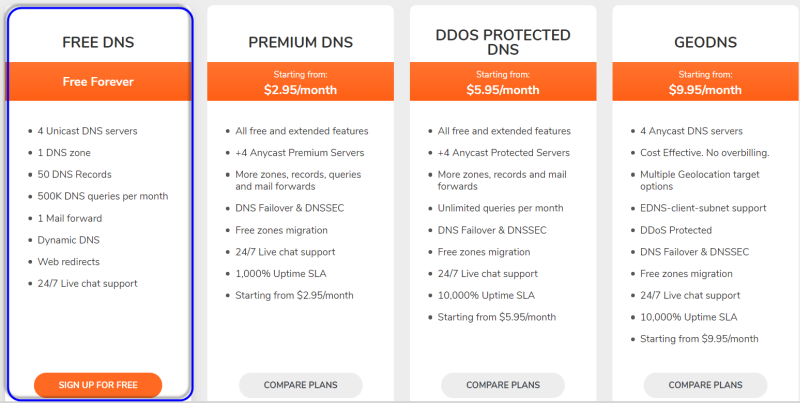 FREE DNS
Free Forever
4 Unicast DNS servers
1 DNS zone
50 DNS Records
500K DNS queries per month
1 Mail forward
Dynamic DNS
Web redirects
24/7 Live chat support
SIGN UP FOR FREE
PREMIUM DNS
Starting from:
$2.95/month
All free and extended features
+4 Anycast Premium Servers
More zones, records, queries
and mail forwards
DNS Failover & DNSSEC
Free zones migration
24/7 Live chat support
1,000% Uptime SLA
Starting from $2.95/month
COMPARE PLANS
DDOS PROTECTED
DNS
Starting from:
$5.95/month
All free and extended features
+4 Anycast Protected Servers
More zones, records and mail
forwards
Unlimited queries per month
DNS Failover & DNSSEC
Free zones migration
24/7 Live chat support
10,000% Uptime SLA
Starting from $5.95/month
COMPARE PLANS
GEODNS
Starting from:
$9.95/month
4 Anycast DNS servers
Cost Effective. No overbilling.
Multiple Geolocation target
options
EDNS-client-subnet support
DDoS Protected
DNS Failover & DNSSEC
Free zones migration
24/7 Live chat support
10,000% Uptime SLA
Starting from $9.95/month
COMPARE PLANS